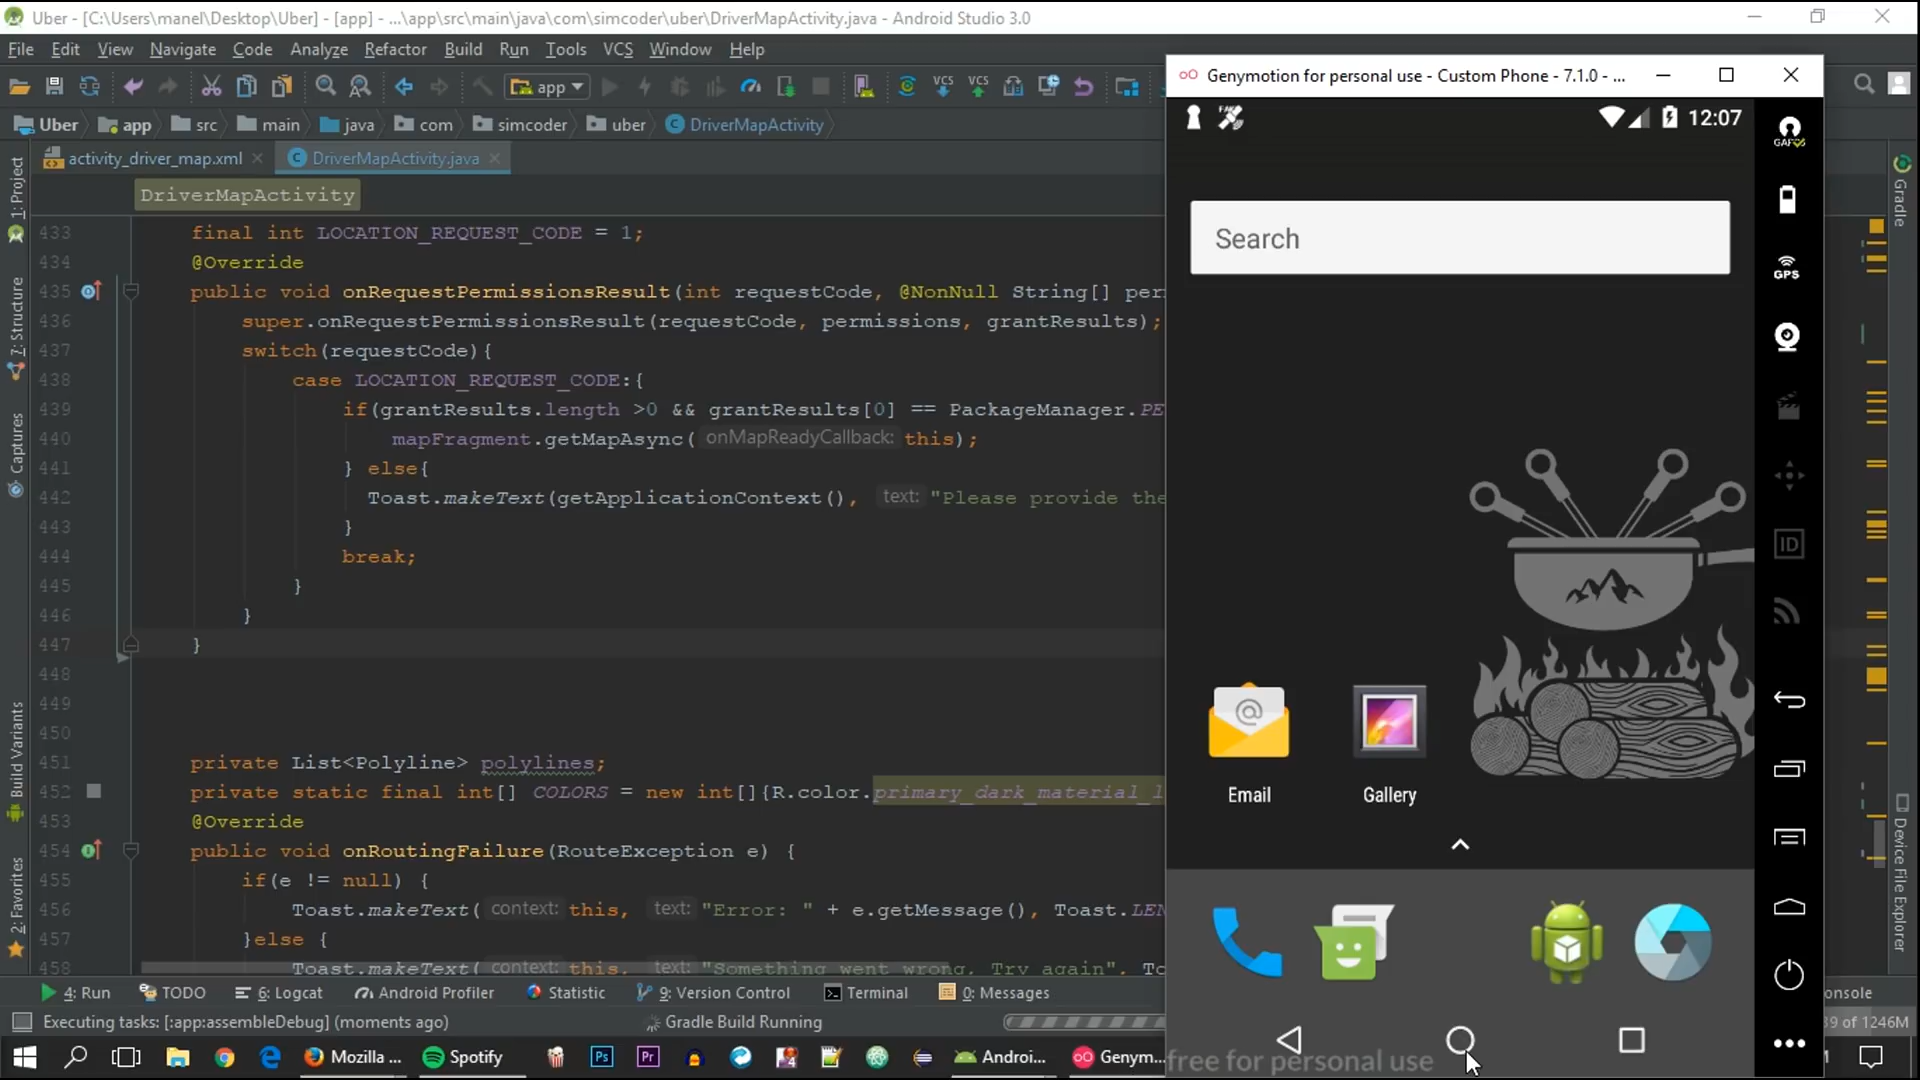 Uber - [C:\Users\manel\Desktop\Uber] - [app] - ...\app\src\main\java\com\simcoder\uber\DriverMapActivity.java - Android Studio 3.0
File Edit View Navigate Code Analyze Refactor Build Run Tools VCS Window Help
app
VCS VCS
Uber app src main java com simcoder uber DriverMapActivity
activity_driver_map.xml DriverMapActivity.java
DriverMapActivity
433 final int LOCATION_REQUEST_CODE = 1;
434 @Override
435 public void onRequestPermissionsResult(int requestCode, @NonNull String[] per
436 super.onRequestPermissionsResult(requestCode, permissions, grantResults);
437 switch(requestCode){
438 case LOCATION_REQUEST_CODE:{
439 if(grantResults.length >0 && grantResults[0] == PackageManager.PE
440 mapFragment.getMapAsync( onMapReadyCallback: this);
441 } else{
442 Toast.makeText(getApplicationContext(), text: "Please provide the
443 }
444 break;
445 }
446 }
447 }
448
449
450
451 private List<Polyline> polylines;
452 private static final int[] COLORS = new int[]{R.color.primary_dark_material_l
453 @Override
454 public void onRoutingFailure(RouteException e) {
455 if(e != null) {
456 Toast.makeText( context: this, text: "Error: " + e.getMessage(), Toast.LEN
457 }else {
458 Toast.makeText( context: this, text: "Something went wrong, Try again", To
1: Project
7: Structure
Captures
Build Variants
2: Favorites
Gradle
Device File Explorer
4: Run TODO 6: Logcat Android Profiler Statistic 9: Version Control Terminal 0: Messages
onsole
Executing tasks: [:app:assembleDebug] (moments ago) Gradle Build Running
39 of 1246M
Mozilla ... Spotify Ps Pr Androi... Genym...
Genymotion for personal use - Custom Phone - 7.1.0 - ...
FAKE
12:07
Search
Email Gallery
free for personal use
GPS
ID